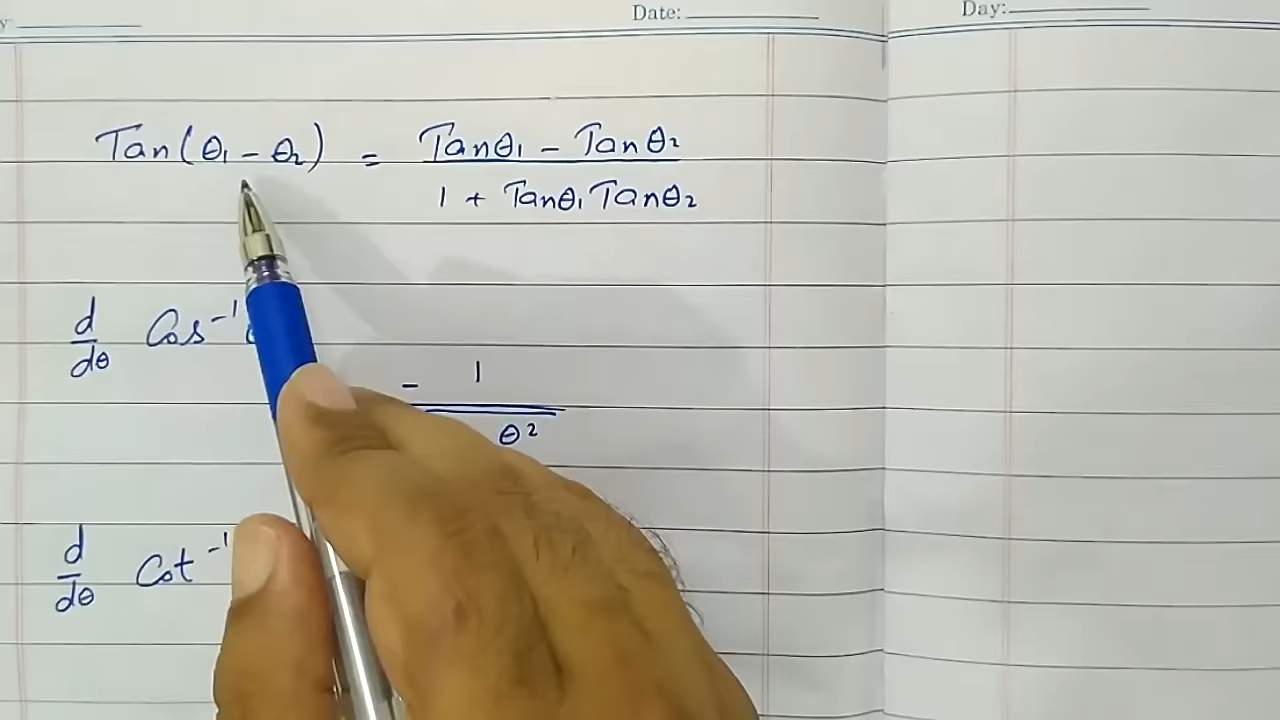 Date:
Day:
Tan(θ₁ - θ₂) = Tanθ₁ - Tanθ₂ / 1 + Tanθ₁ Tanθ₂
d/dθ Cos⁻¹
- 1 / θ²
d/dθ Cot⁻¹